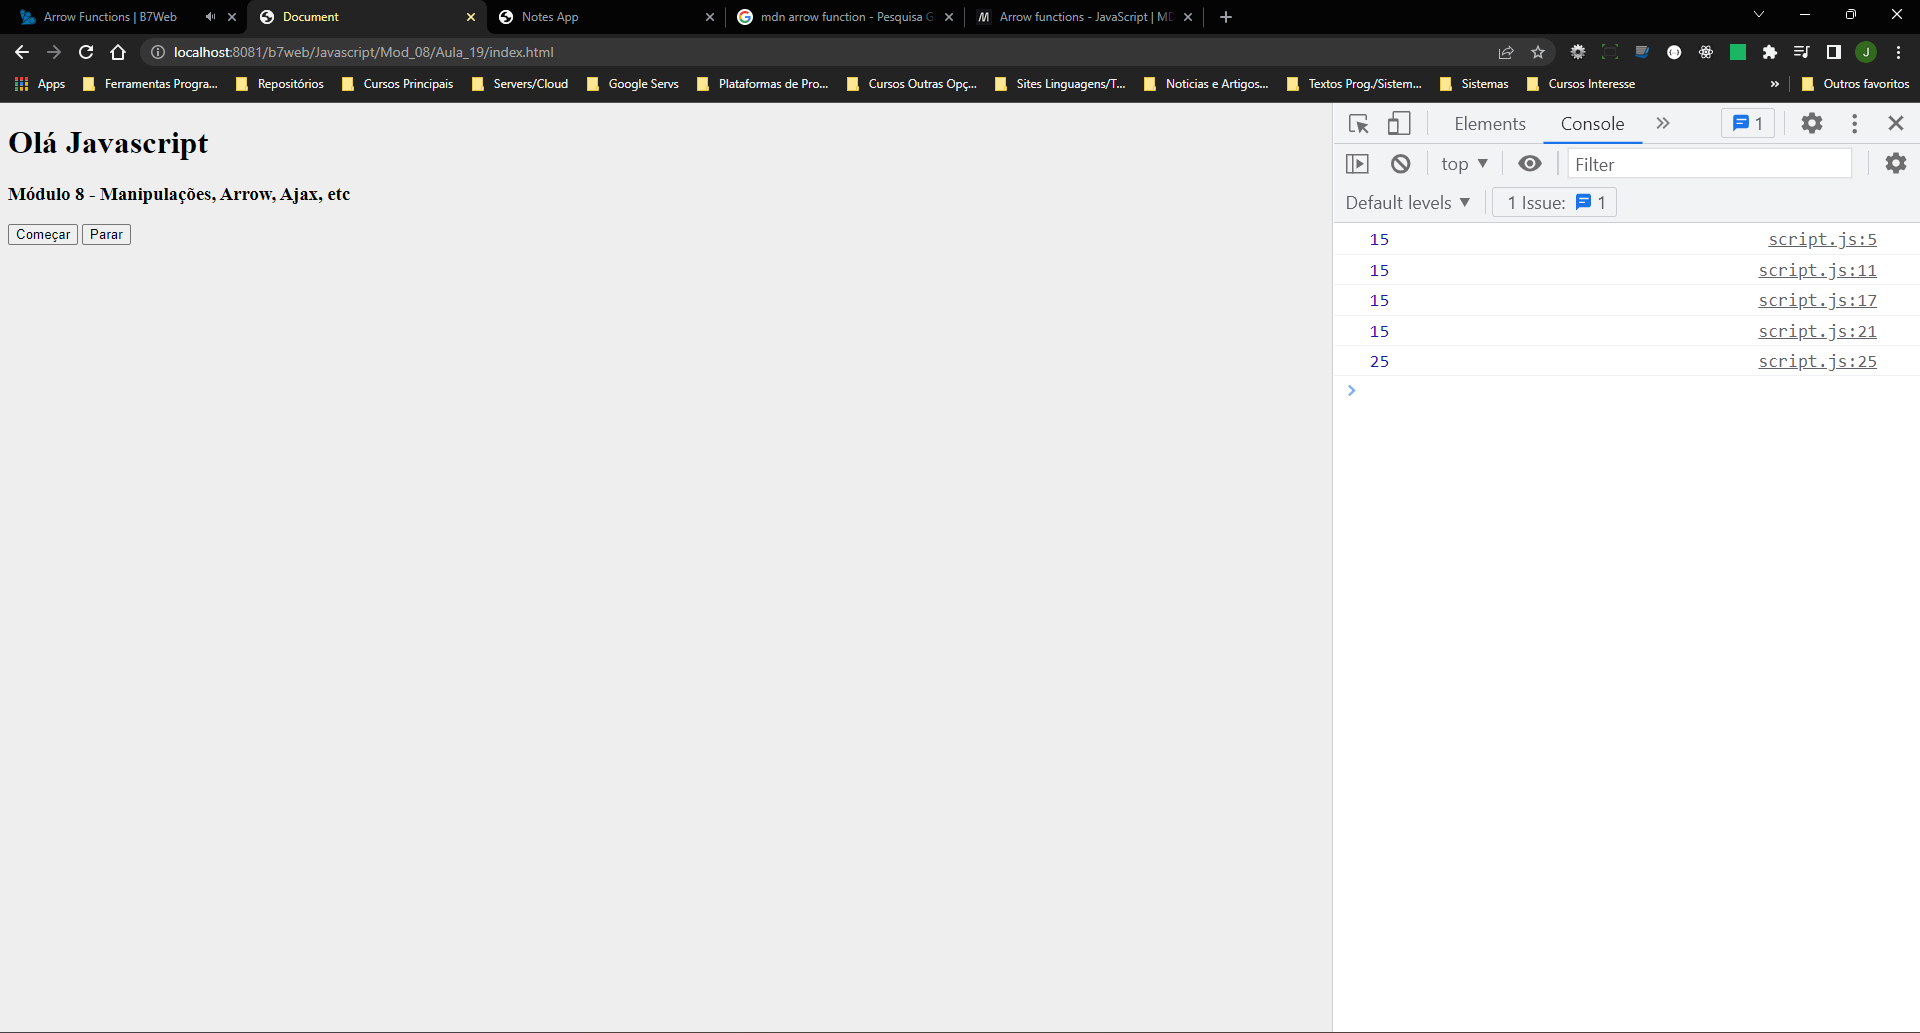 Arrow Functions | B7Web
Document
Notes App
mdn arrow function - Pesquisa G
Arrow functions - JavaScript | MD
localhost:8081/b7web/Javascript/Mod_08/Aula_19/index.html
J
Apps
Ferramentas Progra...
Repositórios
Cursos Principais
Servers/Cloud
Google Servs
Plataformas de Pro...
Cursos Outras Opç...
Sites Linguagens/T...
Noticias e Artigos...
Textos Prog./Sistem...
Sistemas
Cursos Interesse
»
Outros favoritos
Olá Javascript
Módulo 8 - Manipulações, Arrow, Ajax, etc
Começar Parar
Elements Console 1
top Filter
Default levels 1 Issue: 1
15 script.js:5
15 script.js:11
15 script.js:17
15 script.js:21
25 script.js:25